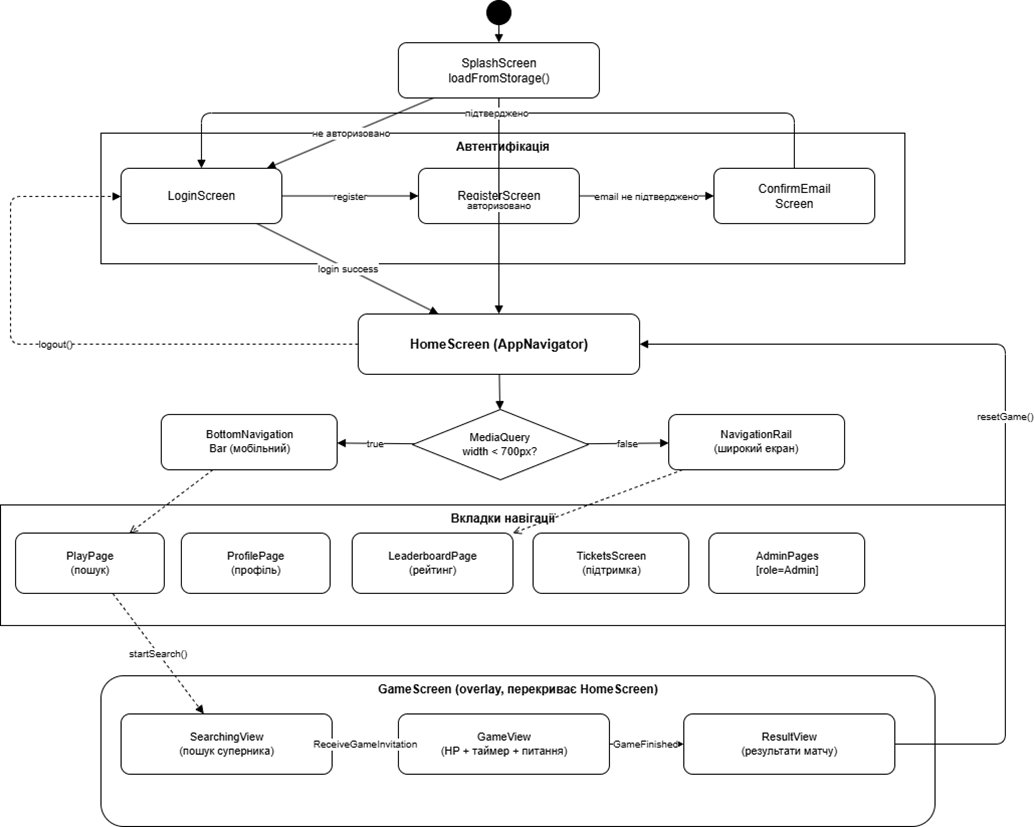 SplashScreen
loadFromStorage()
підтверджено
не авторизовано
Автентифікація
LoginScreen
register
RegisterScreen
авторизовано
email не підтверджено
ConfirmEmail
Screen
login success
logout()
HomeScreen (AppNavigator)
resetGame()
BottomNavigation
Bar (мобільний)
true
MediaQuery
width < 700px?
false
NavigationRail
(широкий екран)
Вкладки навігації
PlayPage
(пошук)
ProfilePage
(профіль)
LeaderboardPage
(рейтинг)
TicketsScreen
(підтримка)
AdminPages
[role=Admin]
startSearch()
GameScreen (overlay, перекриває HomeScreen)
SearchingView
(пошук суперника)
ReceiveGameInvitation
GameView
(HP + таймер + питання)
GameFinished
ResultView
(результати матчу)